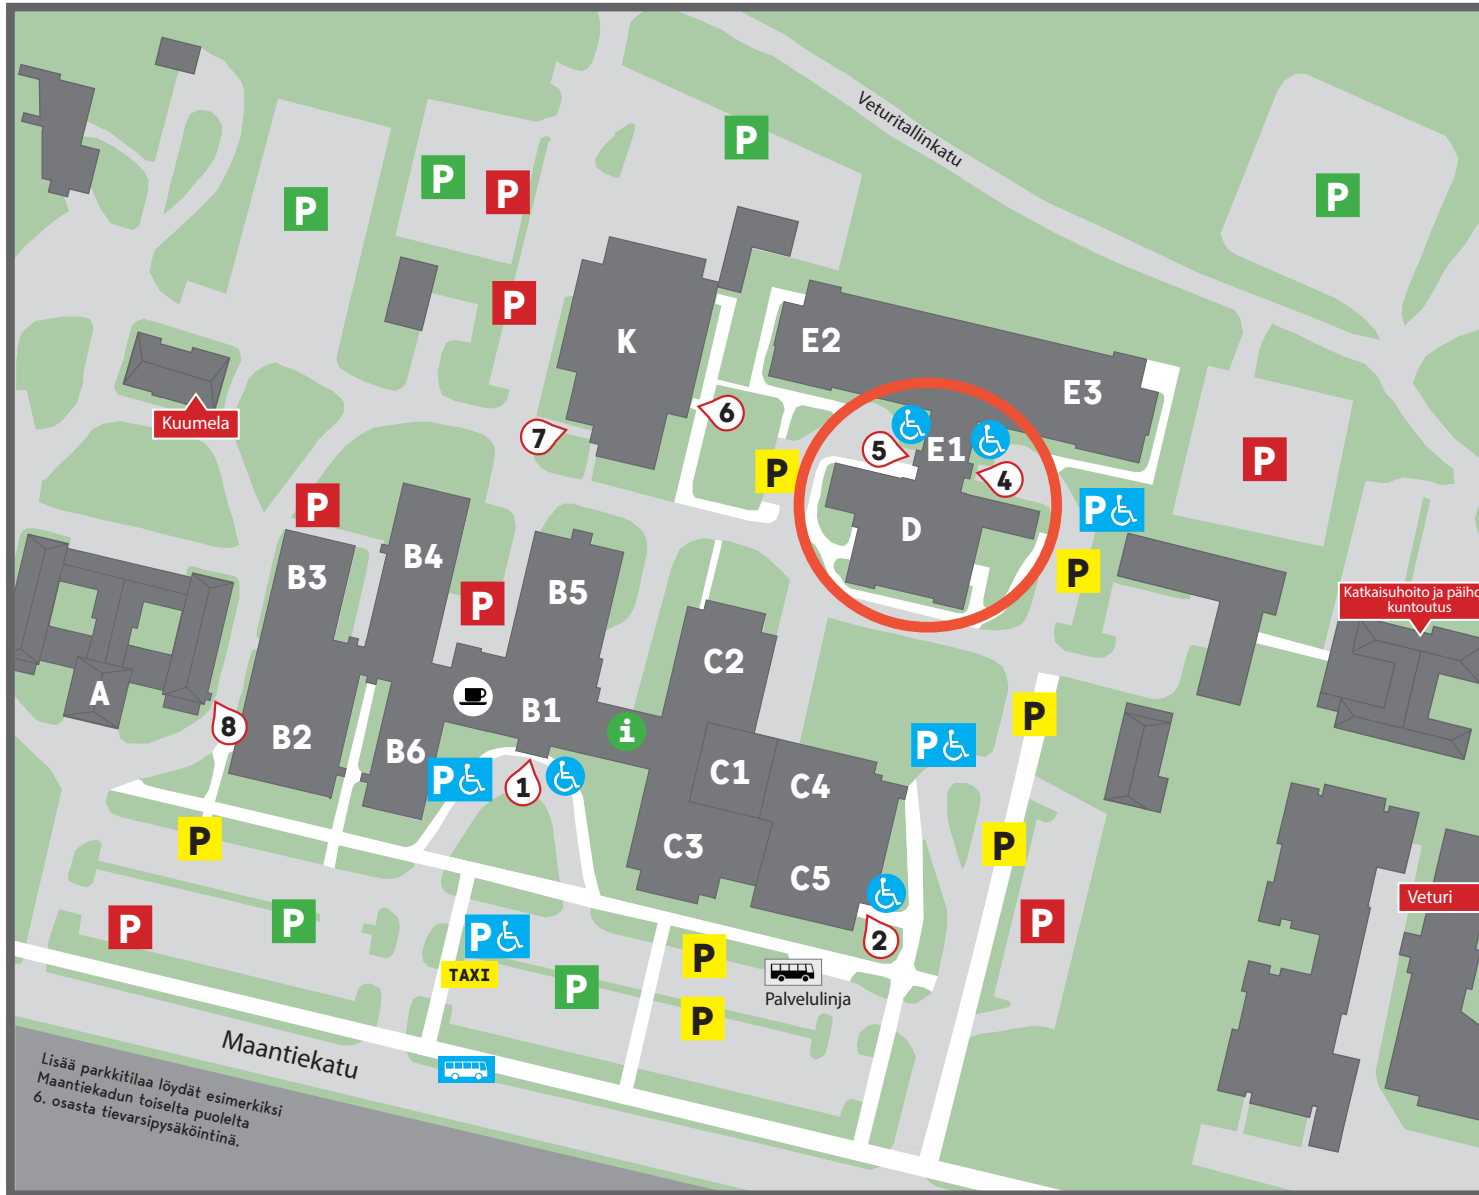 Veturitallinkatu
P
P
P
P
P
P
K
E2
E3
Kuumela
6
7
5
E1
4
P
P
P
P
D
B4
B3
B5
P
P
Katkaisuhoito ja päiho
kuntoutus
C2
A
8
B2
B1
i
B6
P
1
C1
C4
P
P
C3
C5
P
P
Veturi
2
P
P
P
P
P
TAXI
P
P
Palvelulinja
Maantiekatu
Lisää parkkitilaa löydät esimerkiksi
Maantiekadun toiselta puolelta
6. osasta tievarsipysäköintinä.